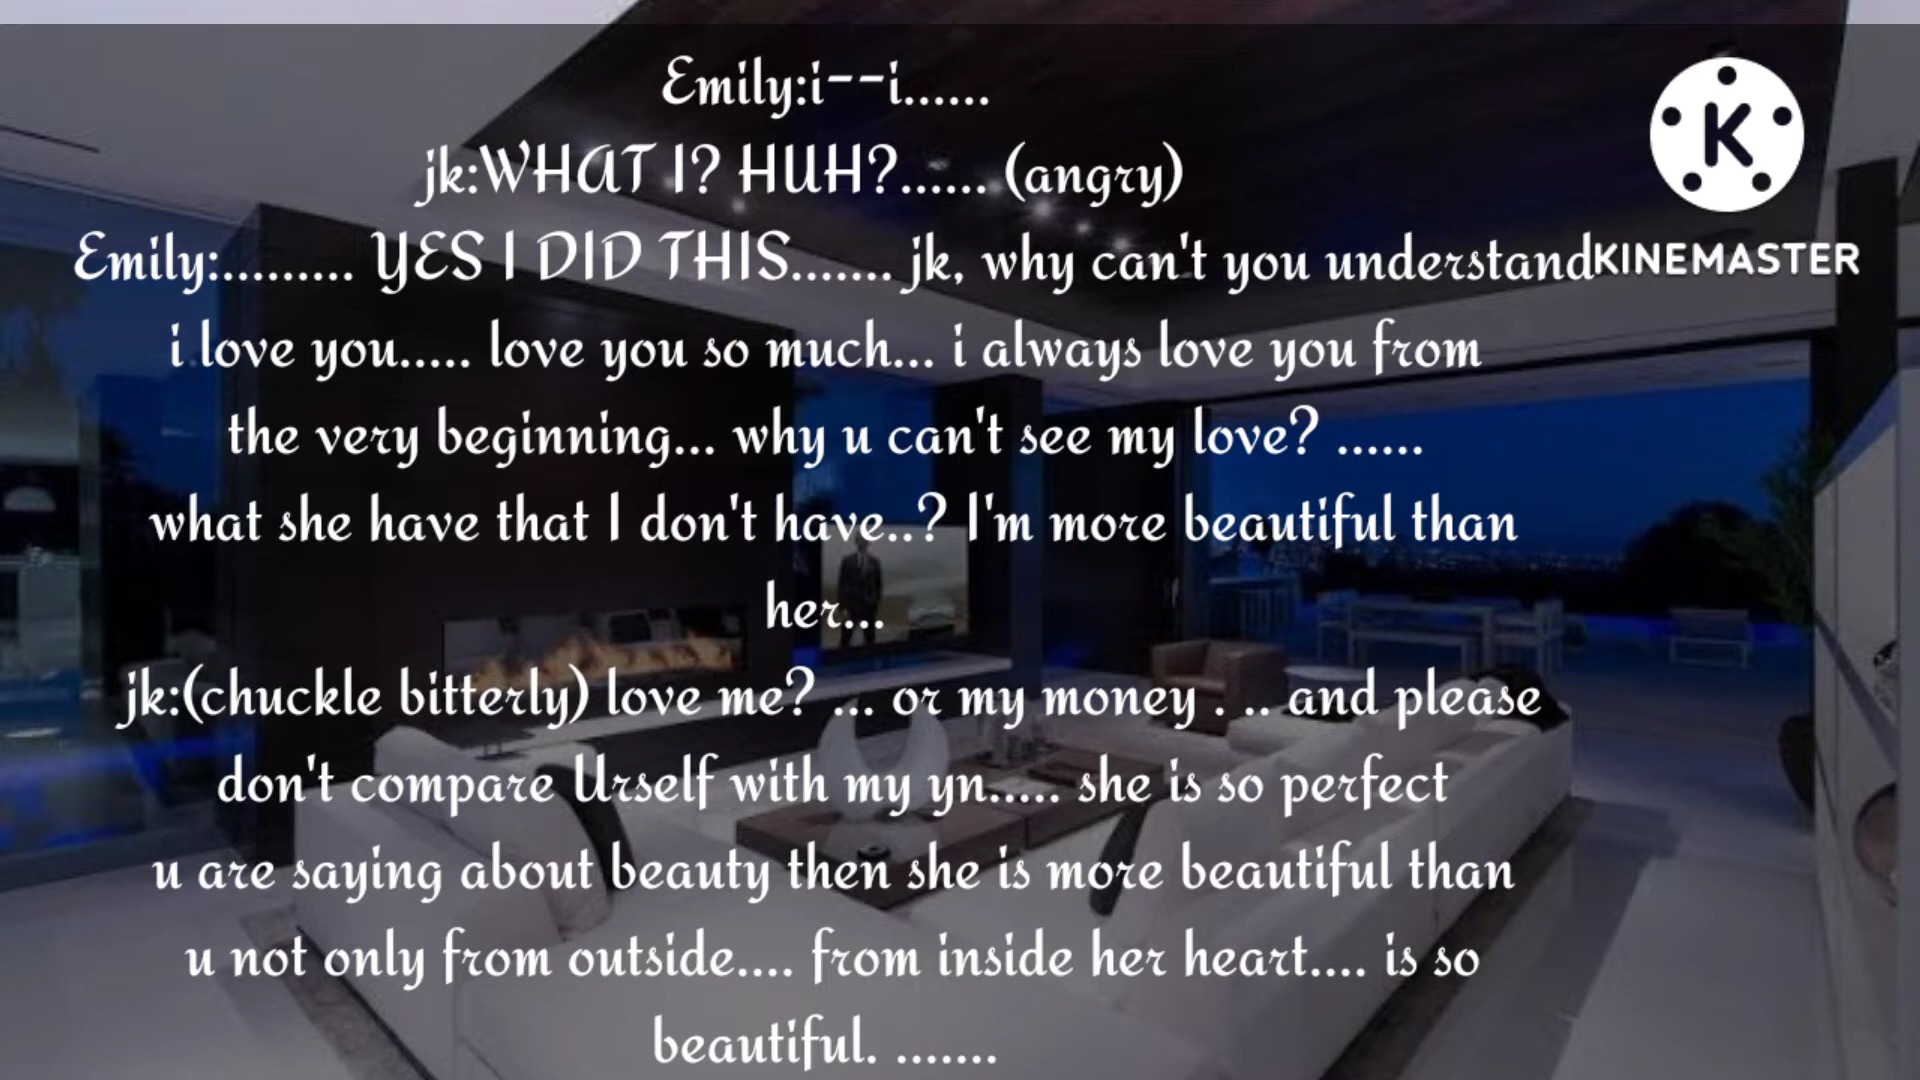 Emily:i--i......
jk:WHAT I? HUH?...... (angry)
Emily:......... YES I DID THIS....... jk, why can't you understand
KINEMASTER
i love you..... love you so much... i always love you from
the very beginning... why u can't see my love? ......
what she have that I don't have..? I'm more beautiful than
her...
jk:(chuckle bitterly) love me? ... or my money . .. and please
don't compare Urself with my yn..... she is so perfect
u are saying about beauty then she is more beautiful than
u not only from outside.... from inside her heart.... is so
beautiful. .......